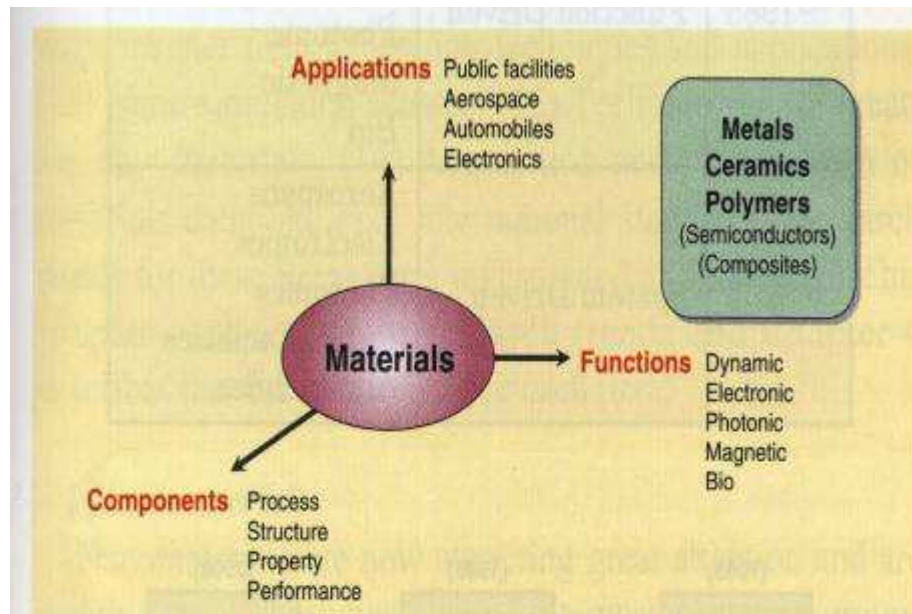 Applications
Public facilities
Aerospace
Automobiles
Electronics
Metals
Ceramics
Polymers
(Semiconductors)
(Composites)
Materials
Functions
Dynamic
Electronic
Photonic
Magnetic
Bio
Components
Process
Structure
Property
Performance